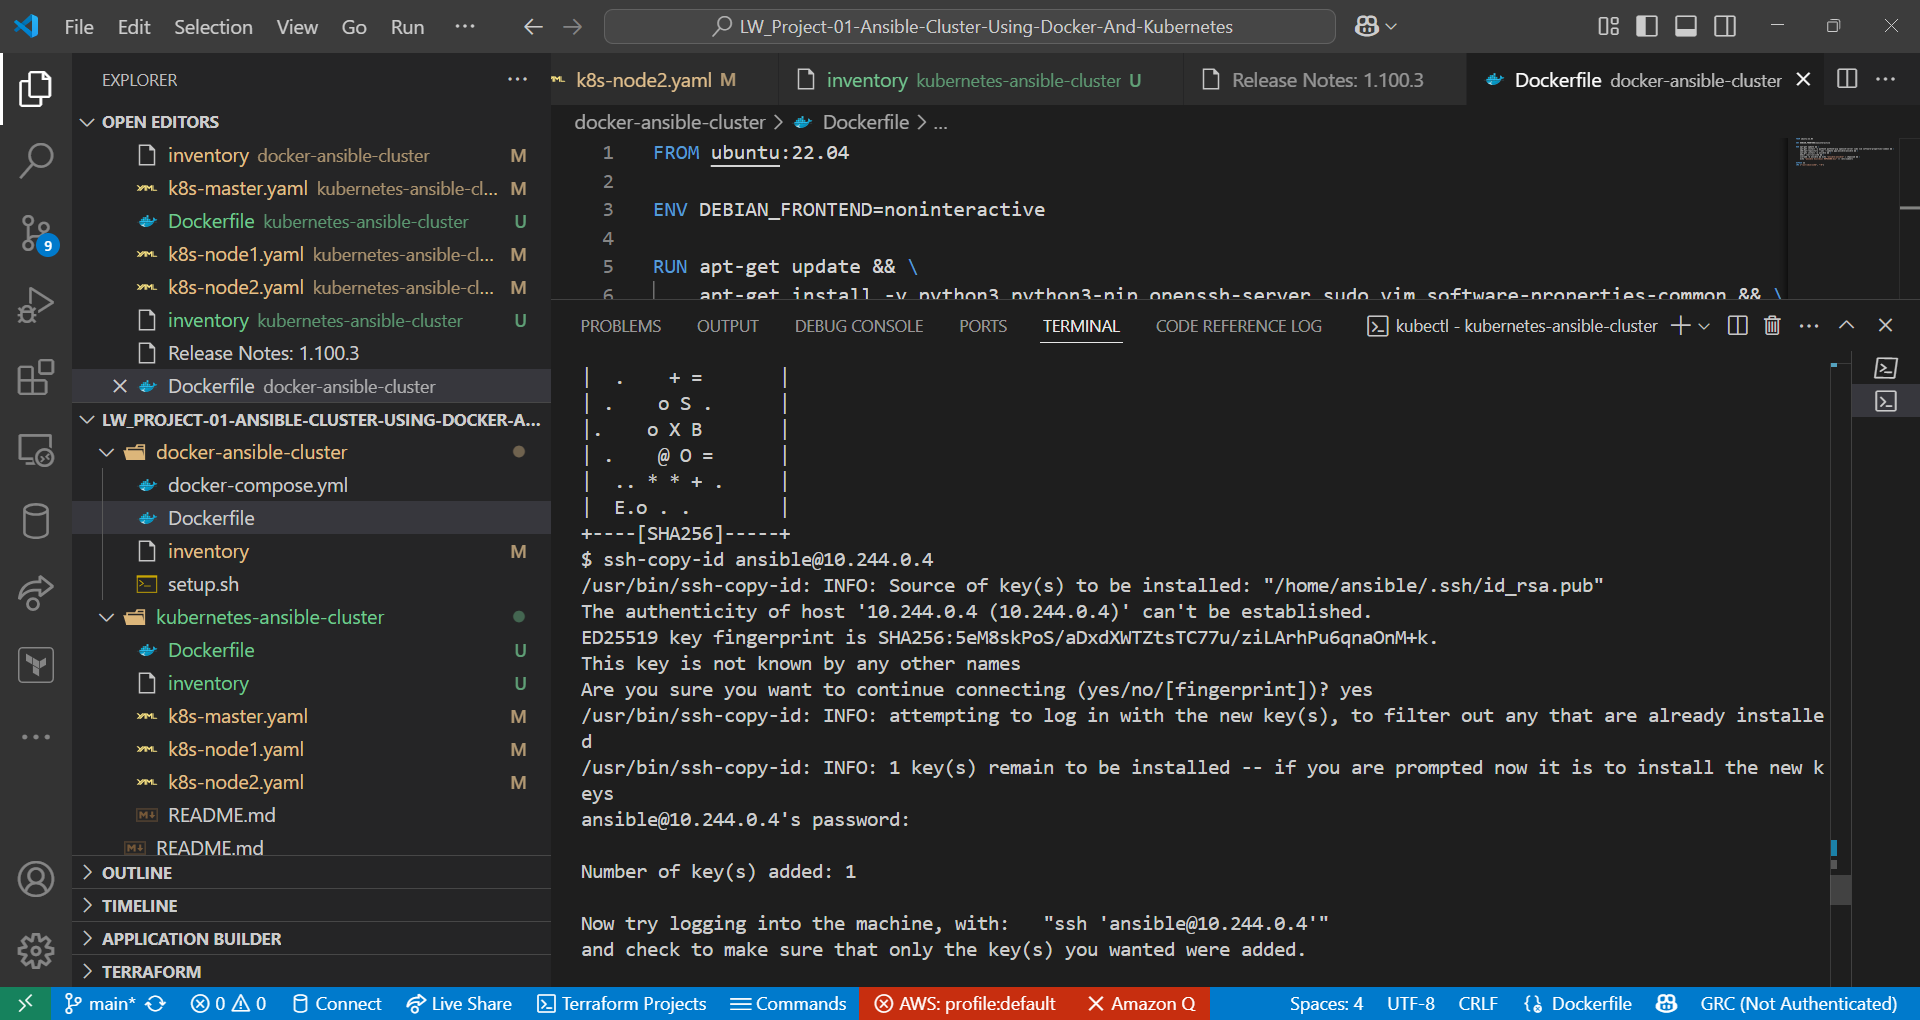 File Edit Selection View Go Run ···
LW_Project-01-Ansible-Cluster-Using-Docker-And-Kubernetes
EXPLORER
OPEN EDITORS
inventory docker-ansible-cluster M
k8s-master.yaml kubernetes-ansible-cl... M
Dockerfile kubernetes-ansible-cluster U
k8s-node1.yaml kubernetes-ansible-cl... M
k8s-node2.yaml kubernetes-ansible-cl... M
inventory kubernetes-ansible-cluster U
Release Notes: 1.100.3
Dockerfile docker-ansible-cluster
LW_PROJECT-01-ANSIBLE-CLUSTER-USING-DOCKER-A...
docker-ansible-cluster
docker-compose.yml
Dockerfile
inventory M
setup.sh
kubernetes-ansible-cluster
Dockerfile U
inventory U
k8s-master.yaml M
k8s-node1.yaml M
k8s-node2.yaml M
README.md
README.md
OUTLINE
TIMELINE
APPLICATION BUILDER
TERRAFORM
9
k8s-node2.yaml M
inventory kubernetes-ansible-cluster U
Release Notes: 1.100.3
Dockerfile docker-ansible-cluster
docker-ansible-cluster > Dockerfile > ...
1 FROM ubuntu:22.04
2
3 ENV DEBIAN_FRONTEND=noninteractive
4
5 RUN apt-get update && \
6 apt-get install -y python3 python3-pip openssh-server sudo vim software-properties-common && \
PROBLEMS OUTPUT DEBUG CONSOLE PORTS TERMINAL CODE REFERENCE LOG
kubectl - kubernetes-ansible-cluster
|  .    + =       |
| .    o S .      |
|.    o X B       |
| .    @ O =      |
|  .. * * + .     |
|  E.o . .        |
+----[SHA256]-----+
$ ssh-copy-id ansible@10.244.0.4
/usr/bin/ssh-copy-id: INFO: Source of key(s) to be installed: "/home/ansible/.ssh/id_rsa.pub"
The authenticity of host '10.244.0.4 (10.244.0.4)' can't be established.
ED25519 key fingerprint is SHA256:5eM8skPoS/aDxdXWTZtsTC77u/ziLArhPu6qnaOnM+k.
This key is not known by any other names
Are you sure you want to continue connecting (yes/no/[fingerprint])? yes
/usr/bin/ssh-copy-id: INFO: attempting to log in with the new key(s), to filter out any that are already installe
d
/usr/bin/ssh-copy-id: INFO: 1 key(s) remain to be installed -- if you are prompted now it is to install the new k
eys
ansible@10.244.0.4's password:
Number of key(s) added: 1
Now try logging into the machine, with:   "ssh 'ansible@10.244.0.4'"
and check to make sure that only the key(s) you wanted were added.
main* 0 0 Connect Live Share Terraform Projects Commands AWS: profile:default Amazon Q Spaces: 4 UTF-8 CRLF Dockerfile GRC (Not Authenticated)